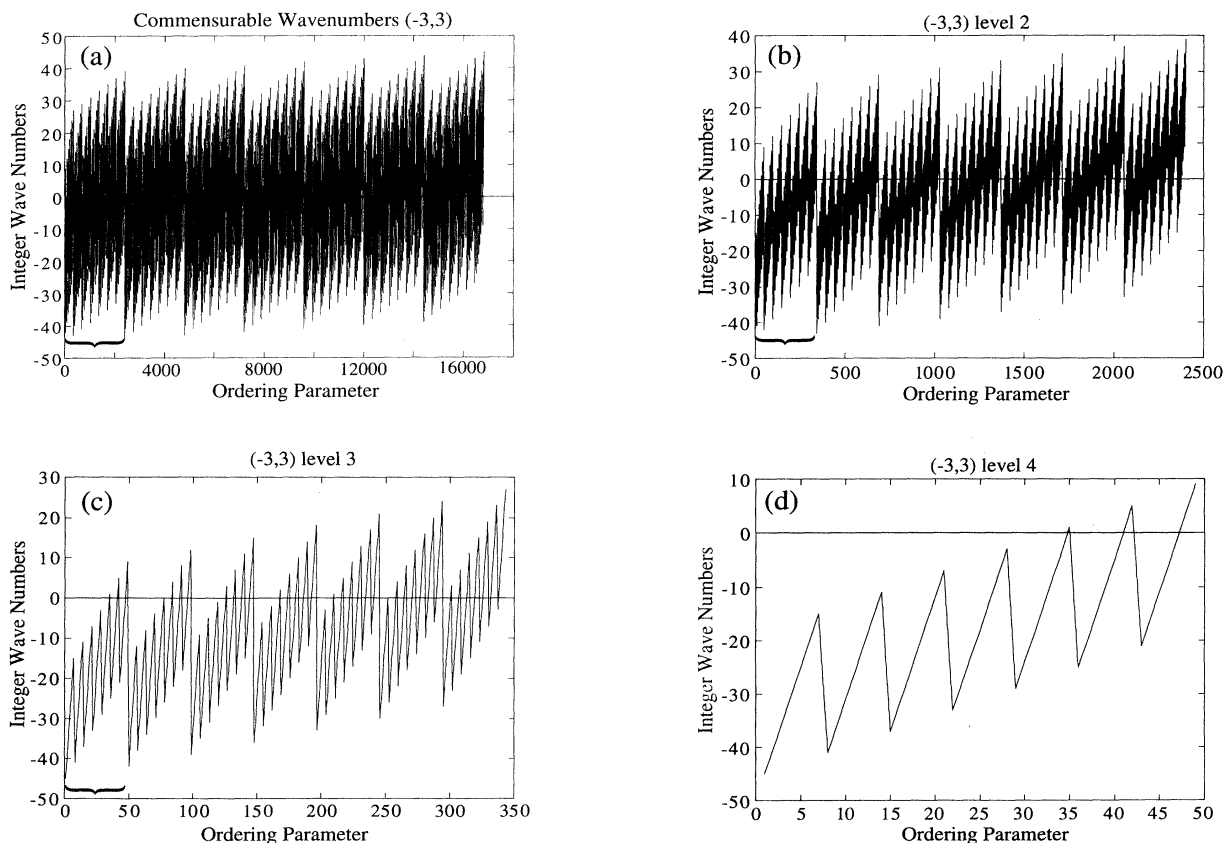 Commensurable Wavenumbers (-3,3)
(a)
Integer Wave Numbers
50
40
30
20
10
0
-10
-20
-30
-40
-50
0 4000 8000 12000 16000
Ordering Parameter
(-3,3) level 2
(b)
Integer Wave Numbers
40
30
20
10
0
-10
-20
-30
-40
-50
0 500 1000 1500 2000 2500
Ordering Parameter
(-3,3) level 3
(c)
Integer Wave Numbers
30
20
10
0
-10
-20
-30
-40
-50
0 50 100 150 200 250 300 350
Ordering Parameter
(-3,3) level 4
(d)
Integer Wave Numbers
10
0
-10
-20
-30
-40
-50
0 5 10 15 20 25 30 35 40 45 50
Ordering Parameter